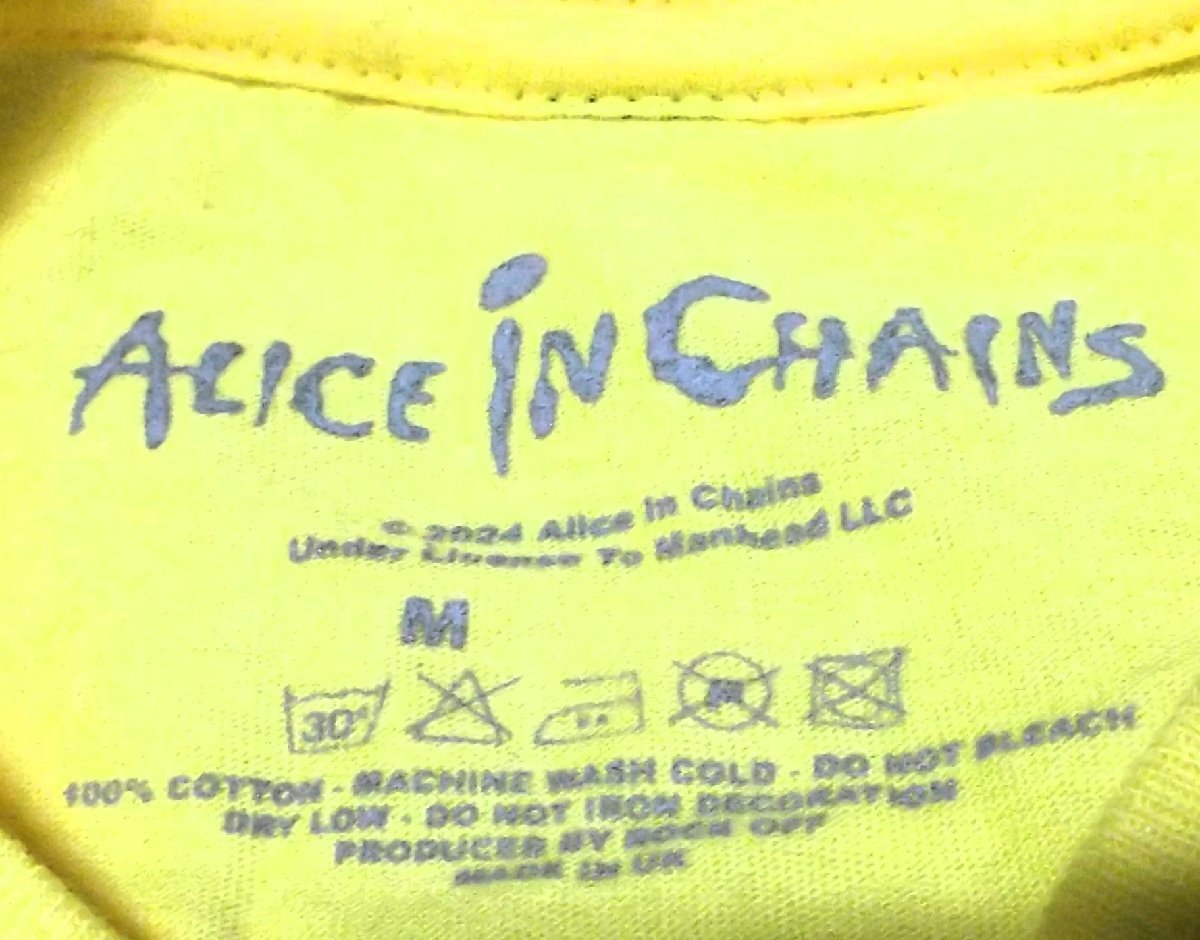 ALICE IN CHAINS
© 2024 Alice In Chains
Under License To Manhead LLC
M
30°
100% COTTON - MACHINE WASH COLD - DO NOT BLEACH
DRY LOW - DO NOT IRON DECORATION
PRODUCED BY ROCK OFF
MADE IN UK